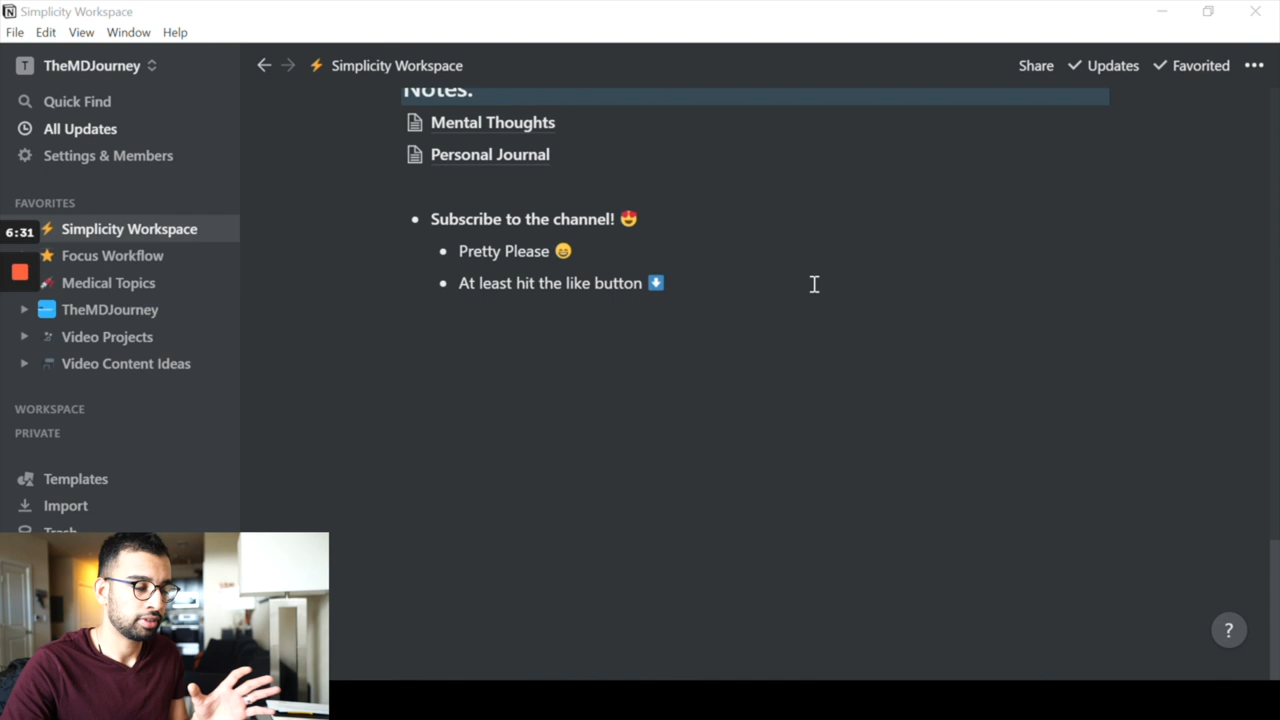 Simplicity Workspace
File Edit View Window Help
T TheMDJourney
Quick Find
All Updates
Settings & Members
FAVORITES
6:31
⚡ Simplicity Workspace
⭐ Focus Workflow
Medical Topics
TheMDJourney
Video Projects
Video Content Ideas
WORKSPACE
PRIVATE
Templates
Import
Trash
⚡ Simplicity Workspace
Share ✓ Updates ✓ Favorited •••
Notes:
Mental Thoughts
Personal Journal
• Subscribe to the channel! 😍
• Pretty Please 😄
• At least hit the like button ⬇️
?